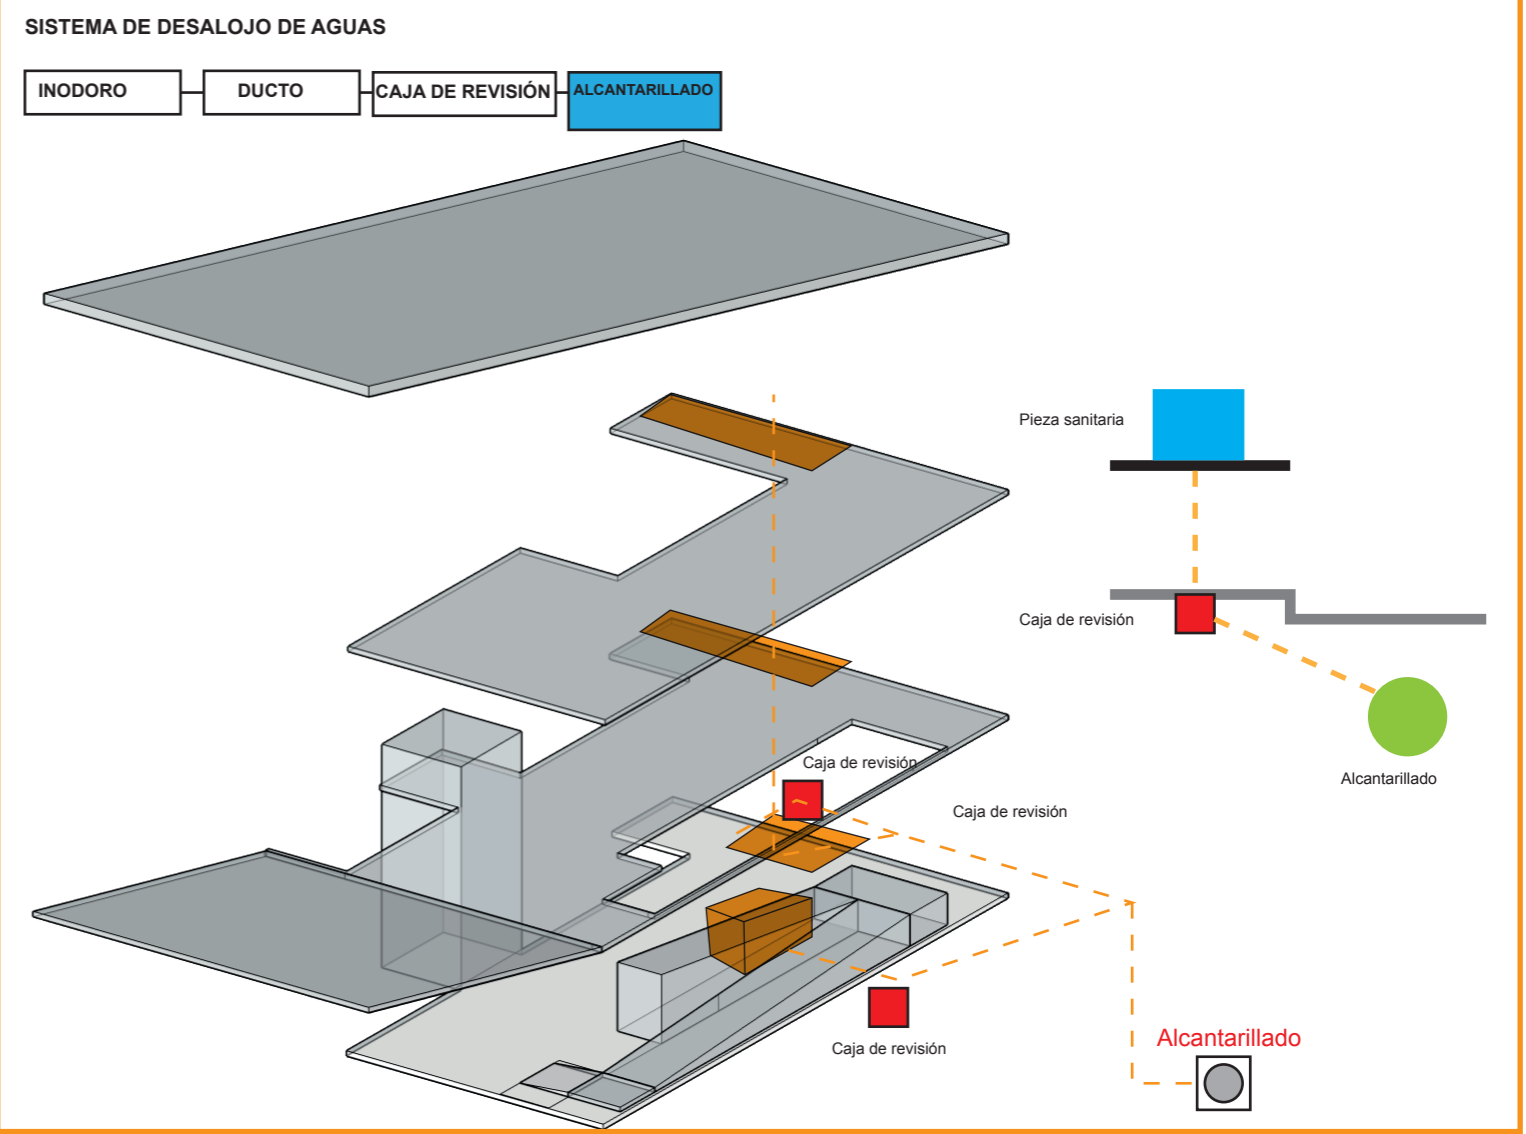 SISTEMA DE DESALOJO DE AGUAS
INODORO
DUCTO
CAJA DE REVISIÓN
ALCANTARILLADO
Pieza sanitaria
Caja de revisión
Alcantarillado
Caja de revisión
Caja de revisión
Caja de revisión
Alcantarillado